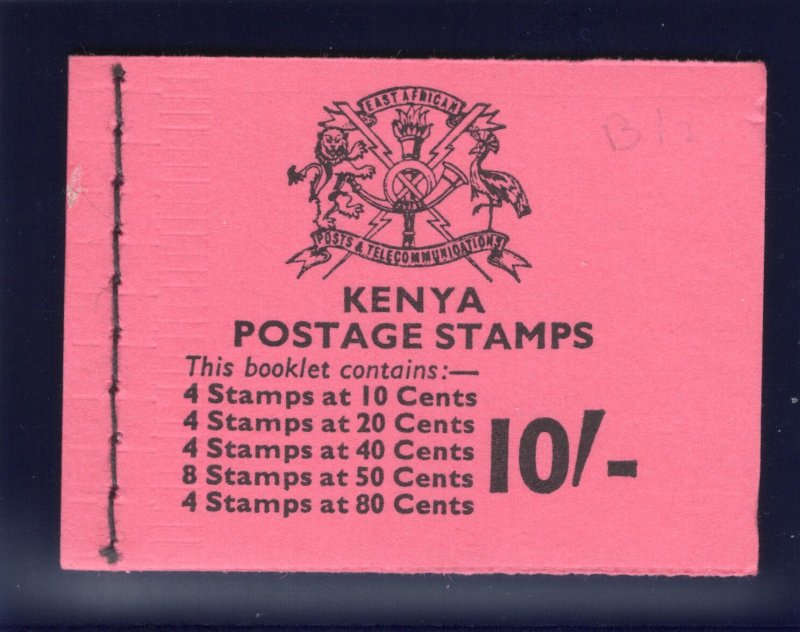 EAST AFRICAN
POSTS & TELECOMMUNICATIONS
KENYA
POSTAGE STAMPS
This booklet contains:—
4 Stamps at 10 Cents
4 Stamps at 20 Cents
4 Stamps at 40 Cents
8 Stamps at 50 Cents
4 Stamps at 80 Cents
10/-